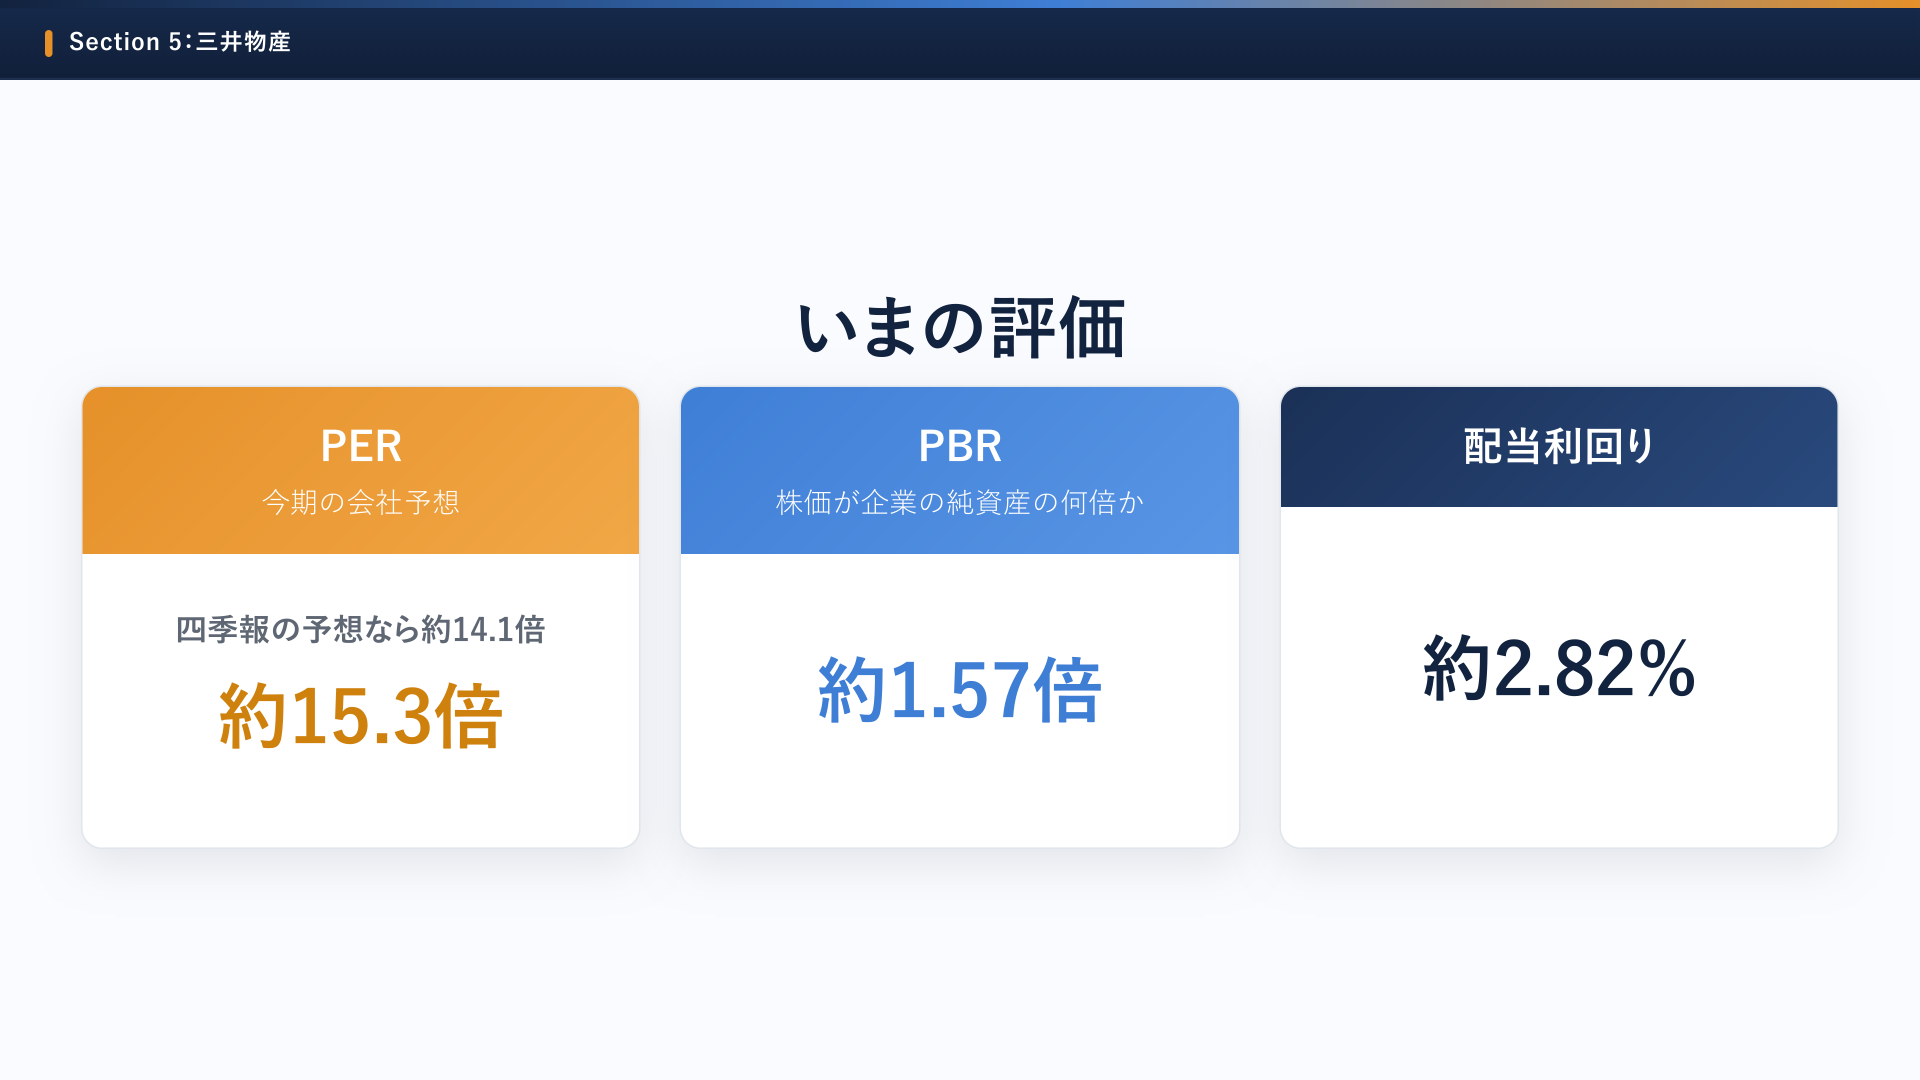 Section 5：三井物産
いまの評価
PER
今期の会社予想
四季報の予想なら約14.1倍
約15.3倍
PBR
株価が企業の純資産の何倍か
約1.57倍
配当利回り
約2.82%